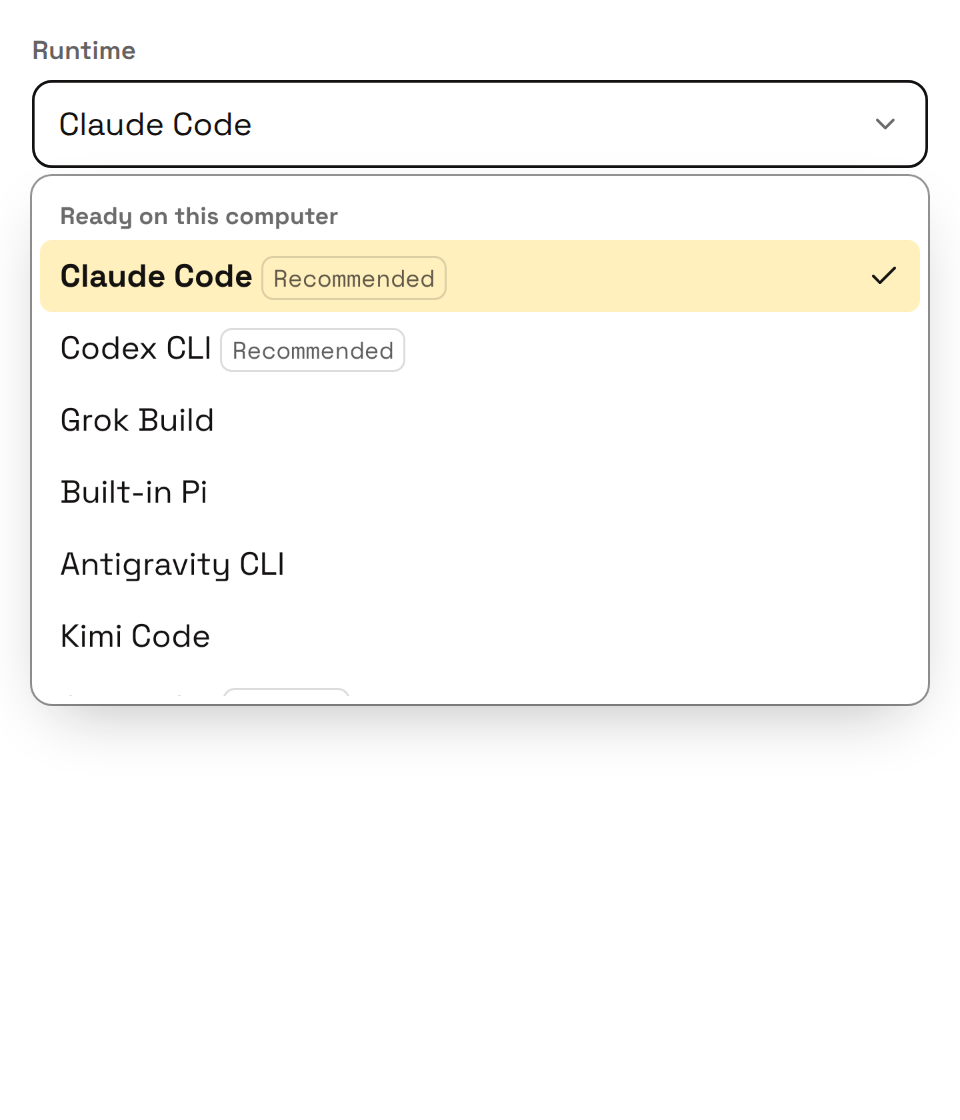 Runtime
Claude Code
Ready on this computer
Claude Code Recommended
Codex CLI Recommended
Grok Build
Built-in Pi
Antigravity CLI
Kimi Code